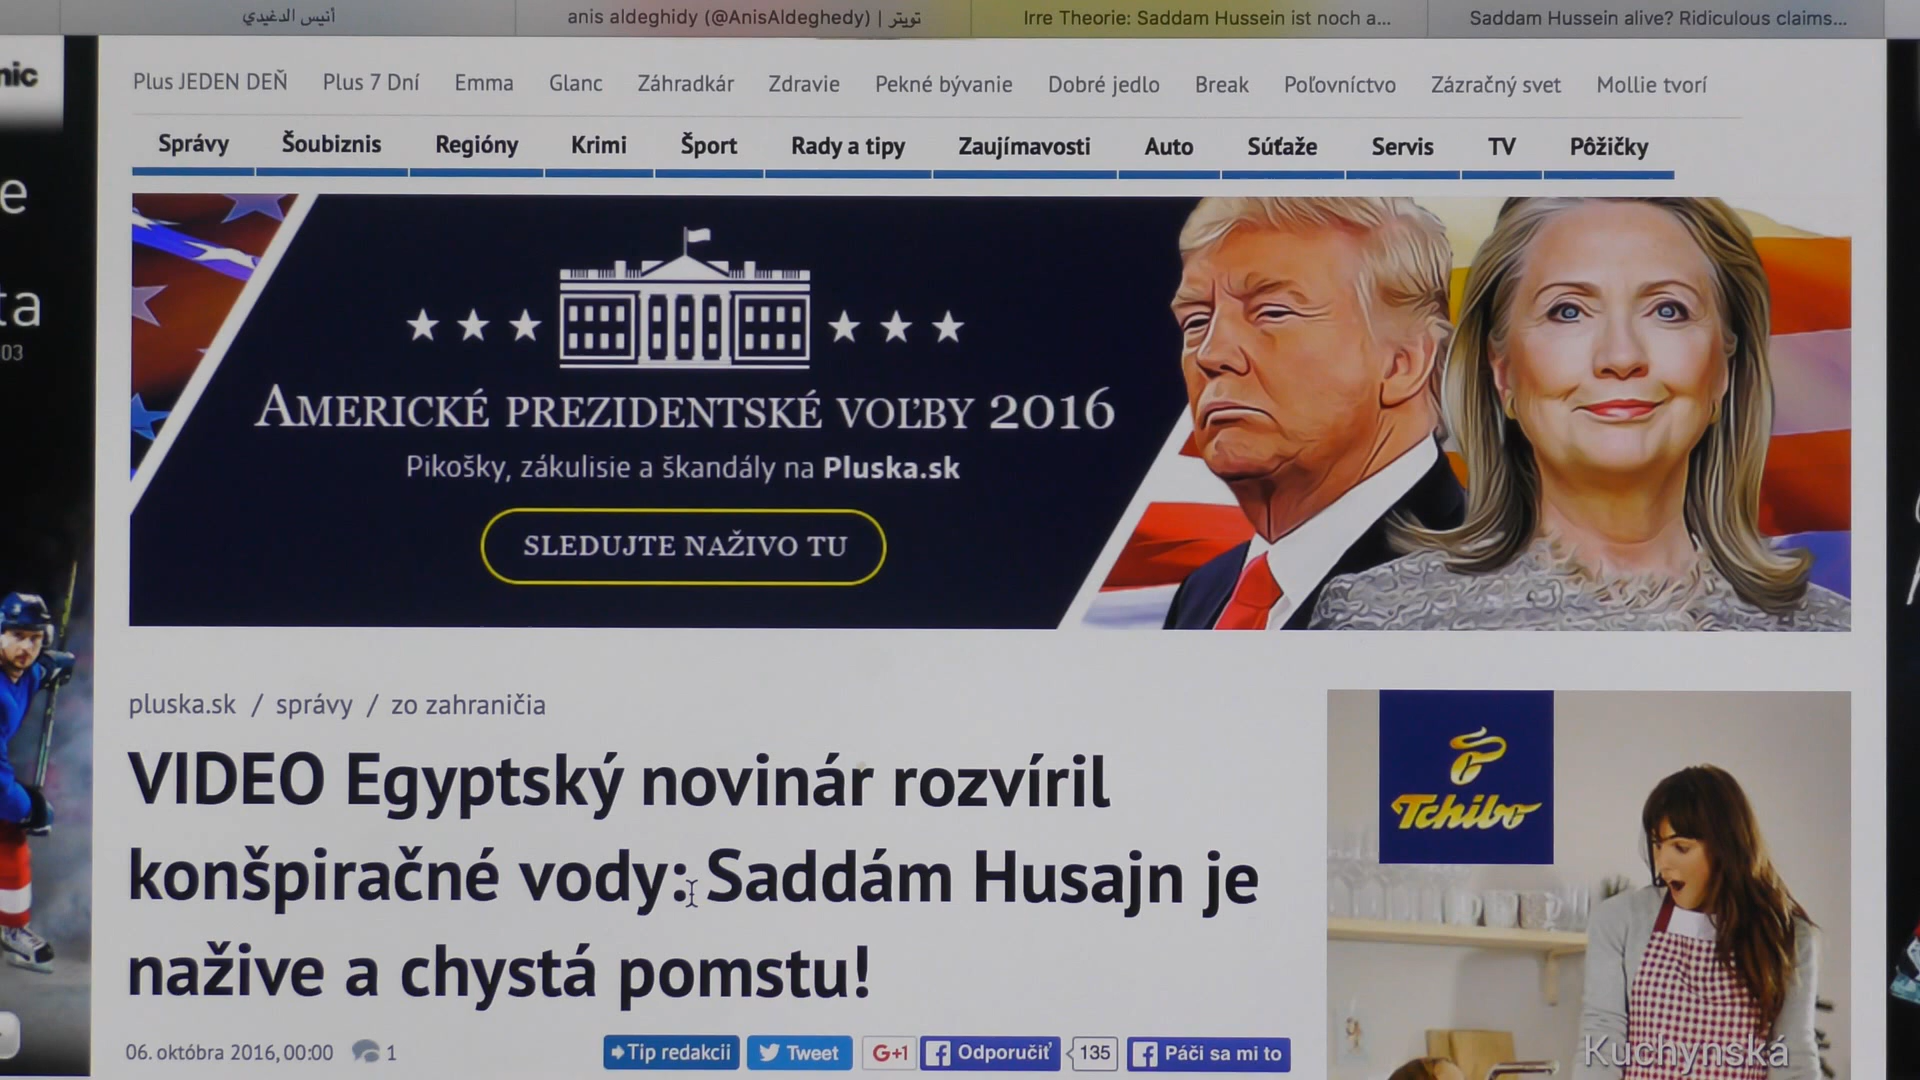 أنيس الدغيدي
anis aldeghidy (@AnisAldeghedy) | تويتر
Irre Theorie: Saddam Hussein ist noch a...
Saddam Hussein alive? Ridiculous claims...
nic
e
ta
03
Plus JEDEN DEŇ Plus 7 Dní Emma Glanc Záhradkár Zdravie Pekné bývanie Dobré jedlo Break Poľovníctvo Zázračný svet Mollie tvorí
Správy Šoubiznis Regióny Krimi Šport Rady a tipy Zaujímavosti Auto Súťaže Servis TV Pôžičky
AMERICKÉ PREZIDENTSKÉ VOĽBY 2016
Pikošky, zákulisie a škandály na Pluska.sk
SLEDUJTE NAŽIVO TU
pluska.sk / správy / zo zahraničia
VIDEO Egyptský novinár rozvíril
konšpiračné vody: Saddám Husajn je
nažive a chystá pomstu!
06. októbra 2016, 00:00 1
Tip redakcii Tweet G+1 Odporučiť 135 Páči sa mi to
Tchibo
Kuchynská